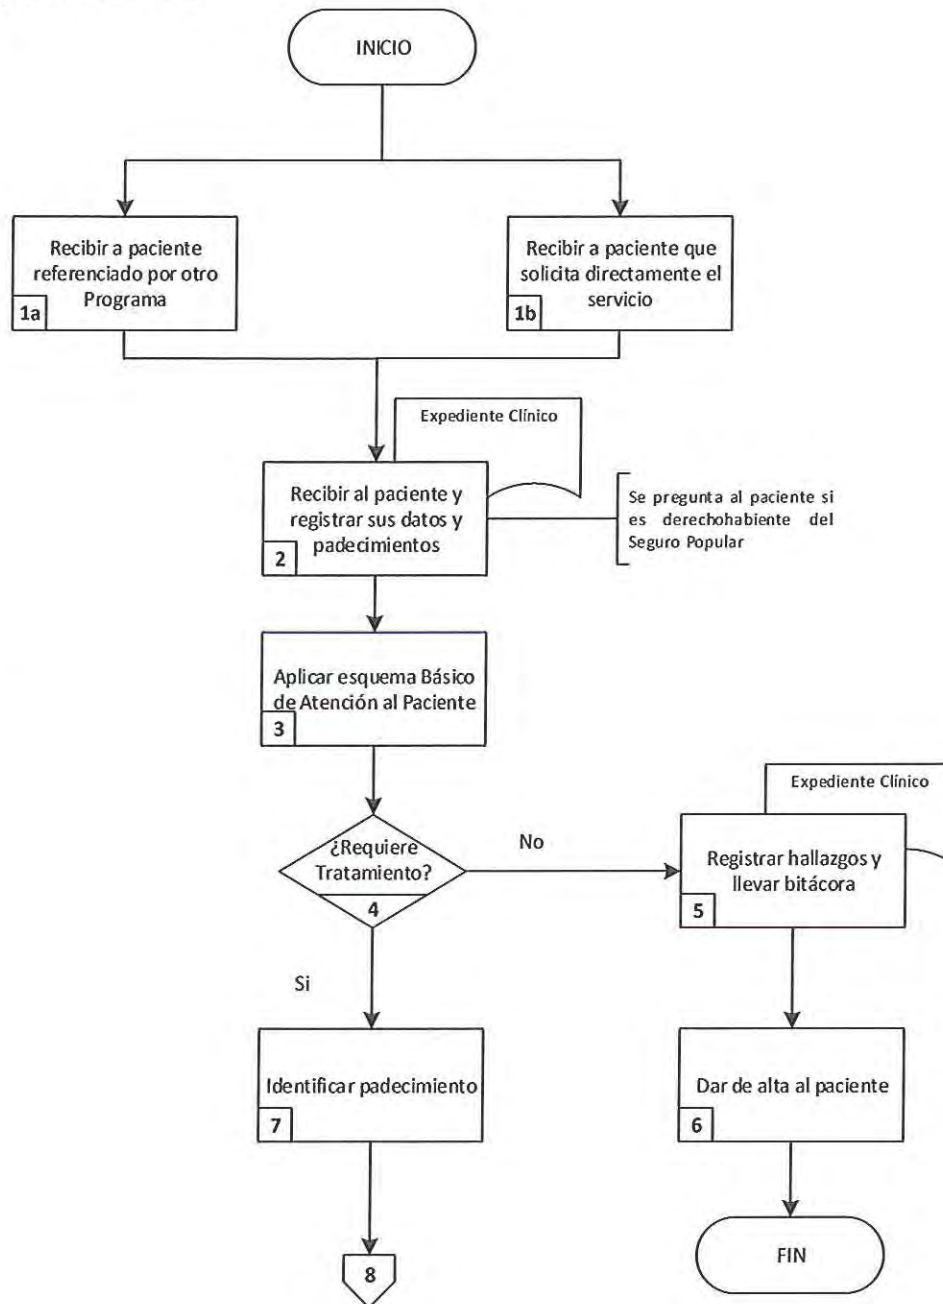 INICIO
Recibir a paciente
referenciado por otro
Programa
1a
Recibir a paciente que
solicita directamente el
servicio
1b
Expediente Clínico
Recibir al paciente y
registrar sus datos y
padecimientos
2
Se pregunta al paciente si
es derechohabiente del
Seguro Popular
Aplicar esquema Básico
de Atención al Paciente
3
¿Requiere
Tratamiento?
4
No
Expediente Clínico
Registrar hallazgos y
llevar bitácora
5
Si
Identificar padecimiento
7
Dar de alta al paciente
6
8
FIN